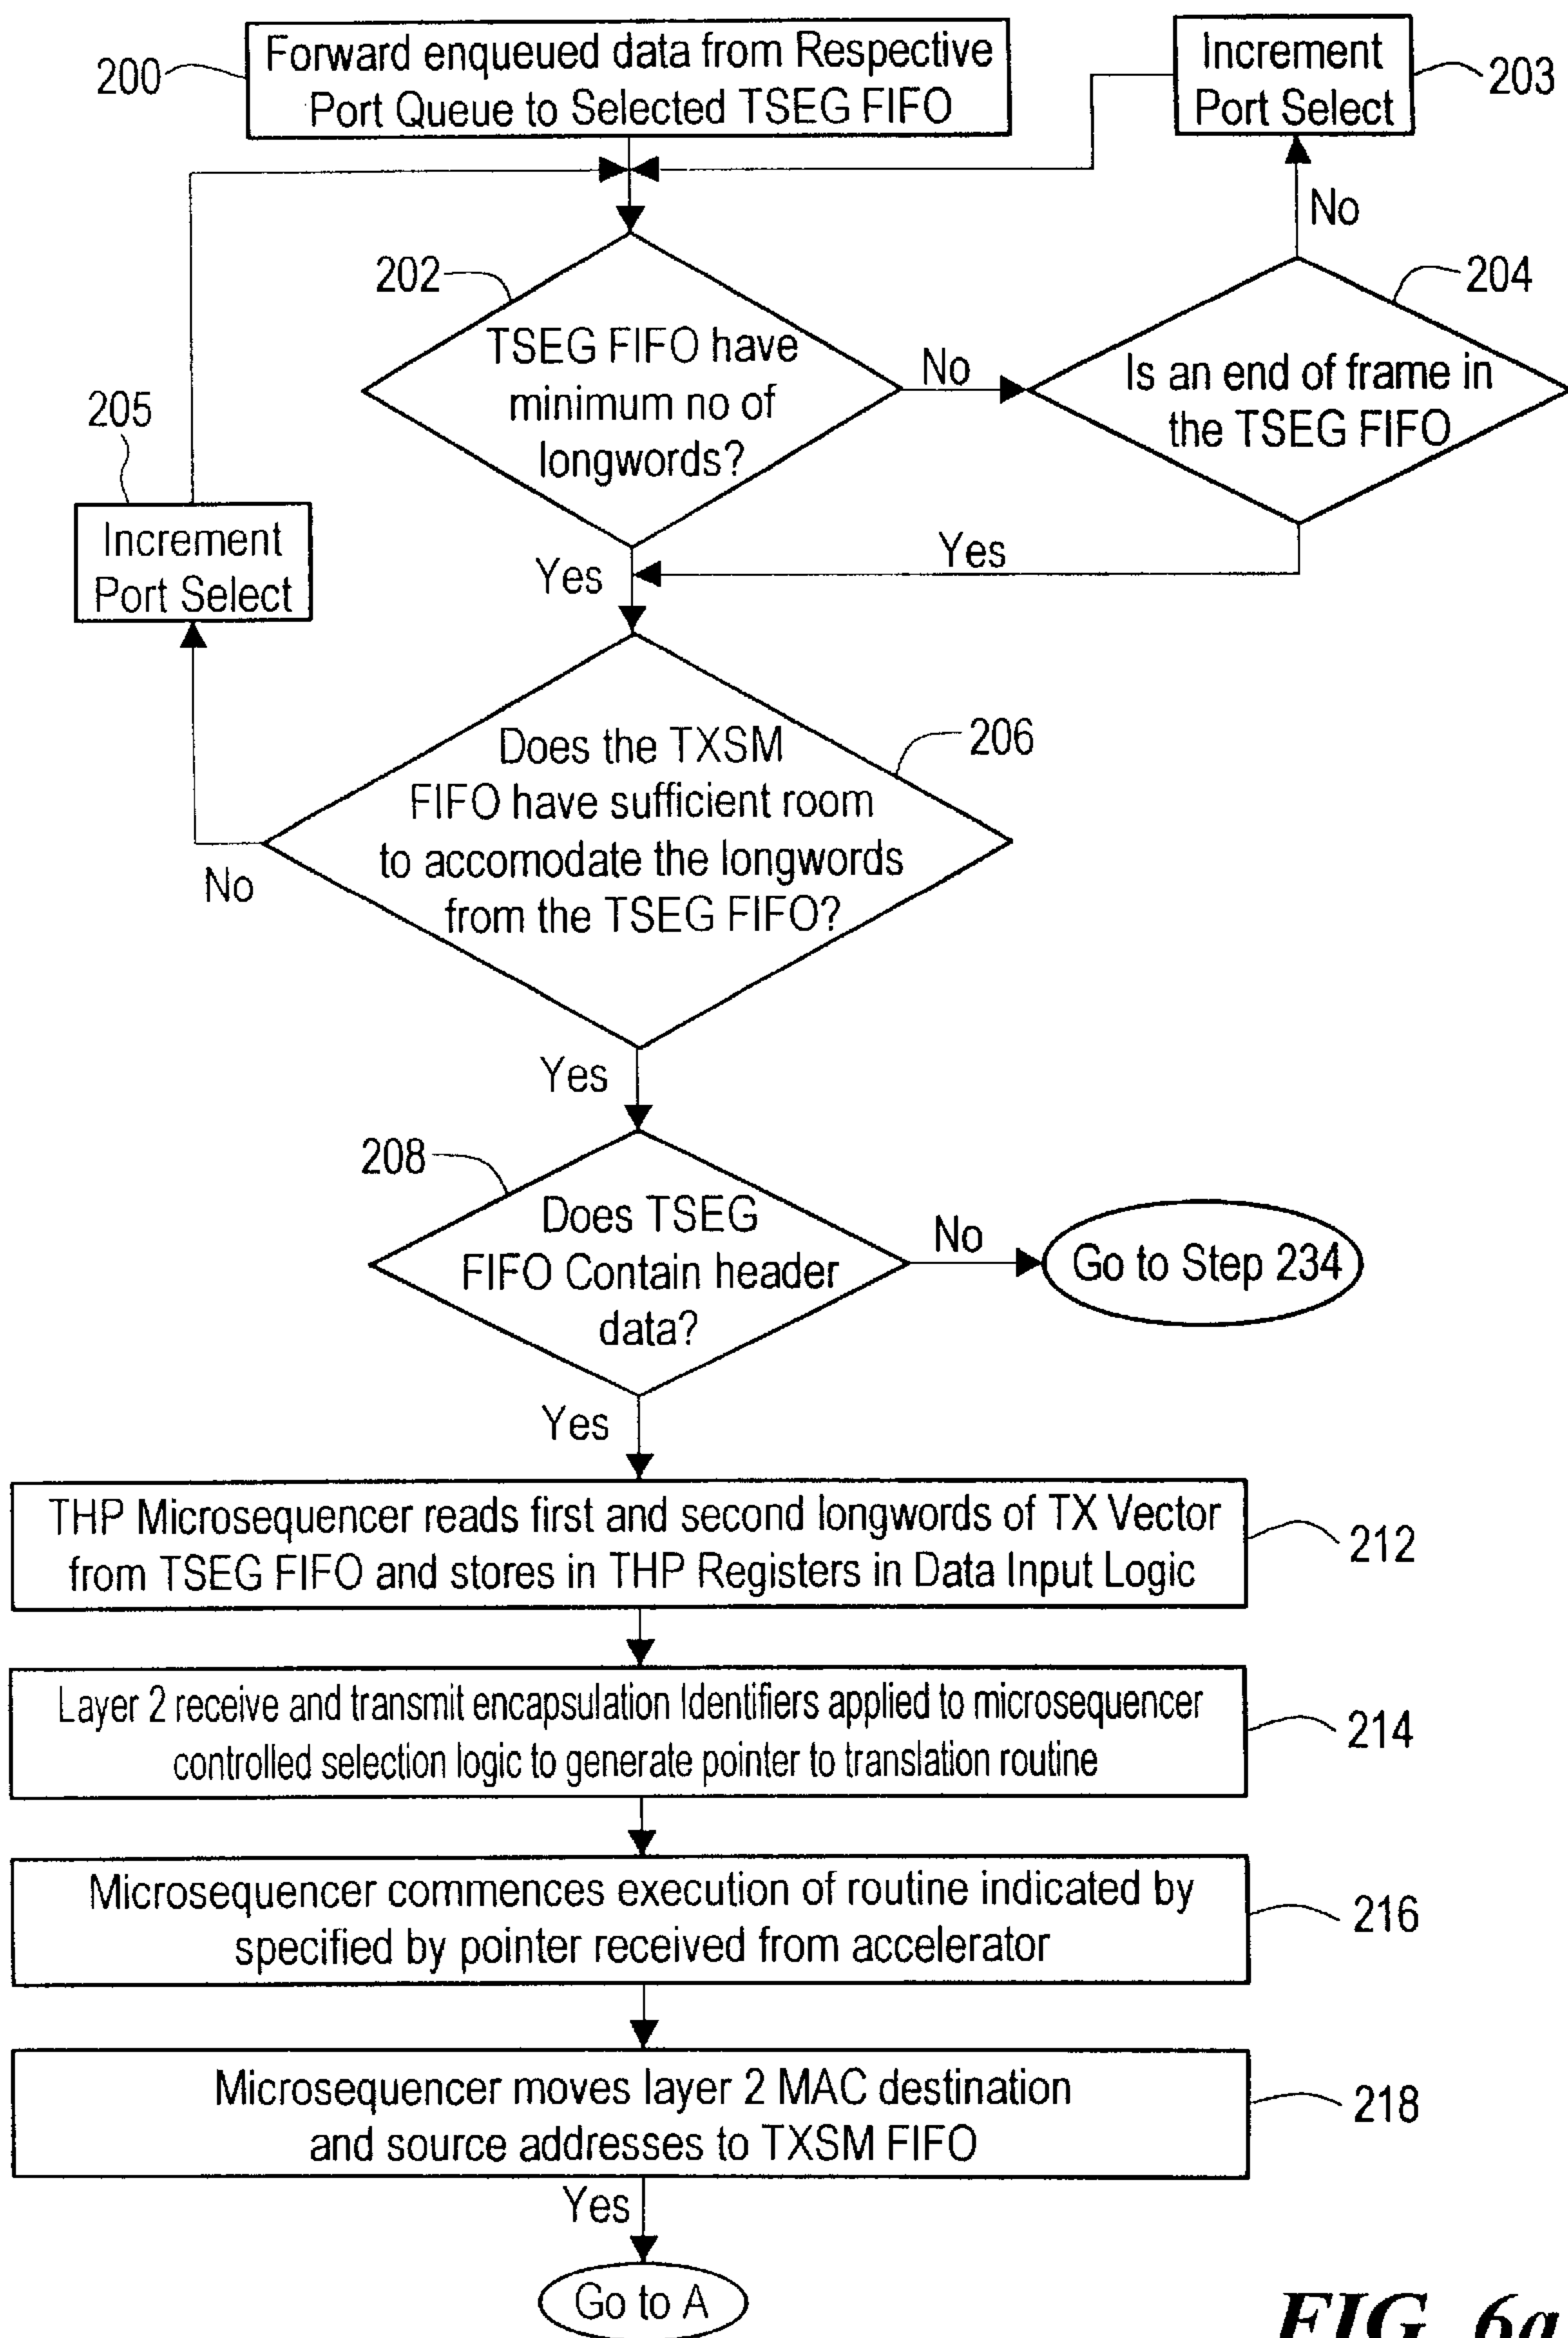 200
Forward enqueued data from Respective
Port Queue to Selected TSEG FIFO
Increment
Port Select
203
No
202
TSEG FIFO have
minimum no of
longwords?
No
204
Is an end of frame in
the TSEG FIFO
205
Increment
Port Select
Yes
Yes
Does the TXSM
FIFO have sufficient room
to accomodate the longwords
from the TSEG FIFO?
206
No
Yes
208
Does TSEG
FIFO Contain header
data?
No
Go to Step 234
Yes
THP Microsequencer reads first and second longwords of TX Vector
from TSEG FIFO and stores in THP Registers in Data Input Logic
212
Layer 2 receive and transmit encapsulation Identifiers applied to microsequencer
controlled selection logic to generate pointer to translation routine
214
Microsequencer commences execution of routine indicated by
specified by pointer received from accelerator
216
Microsequencer moves layer 2 MAC destination
and source addresses to TXSM FIFO
218
Yes
Go to A
FIG. 6a